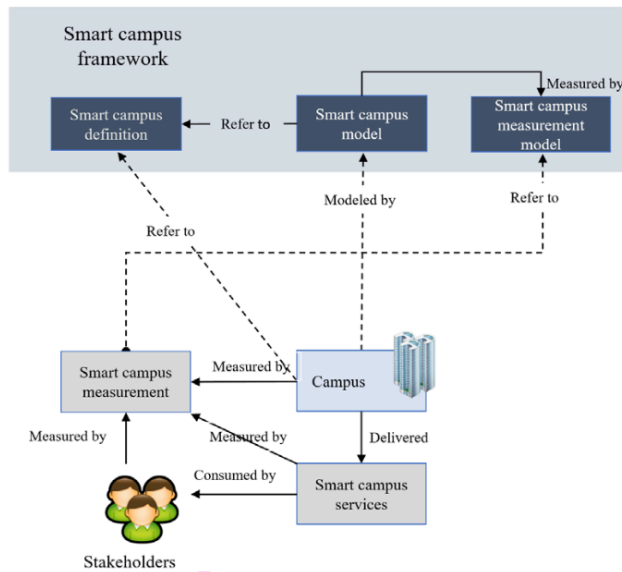 Smart campus
framework
Measured by
Smart campus
definition
Refer to
Smart campus
model
Smart campus
measurement model
Modeled by
Refer to
Refer to
Smart campus
measurement
Measured by
Campus
Measured by
Measured by
Delivered
Consumed by
Smart campus
services
Stakeholders